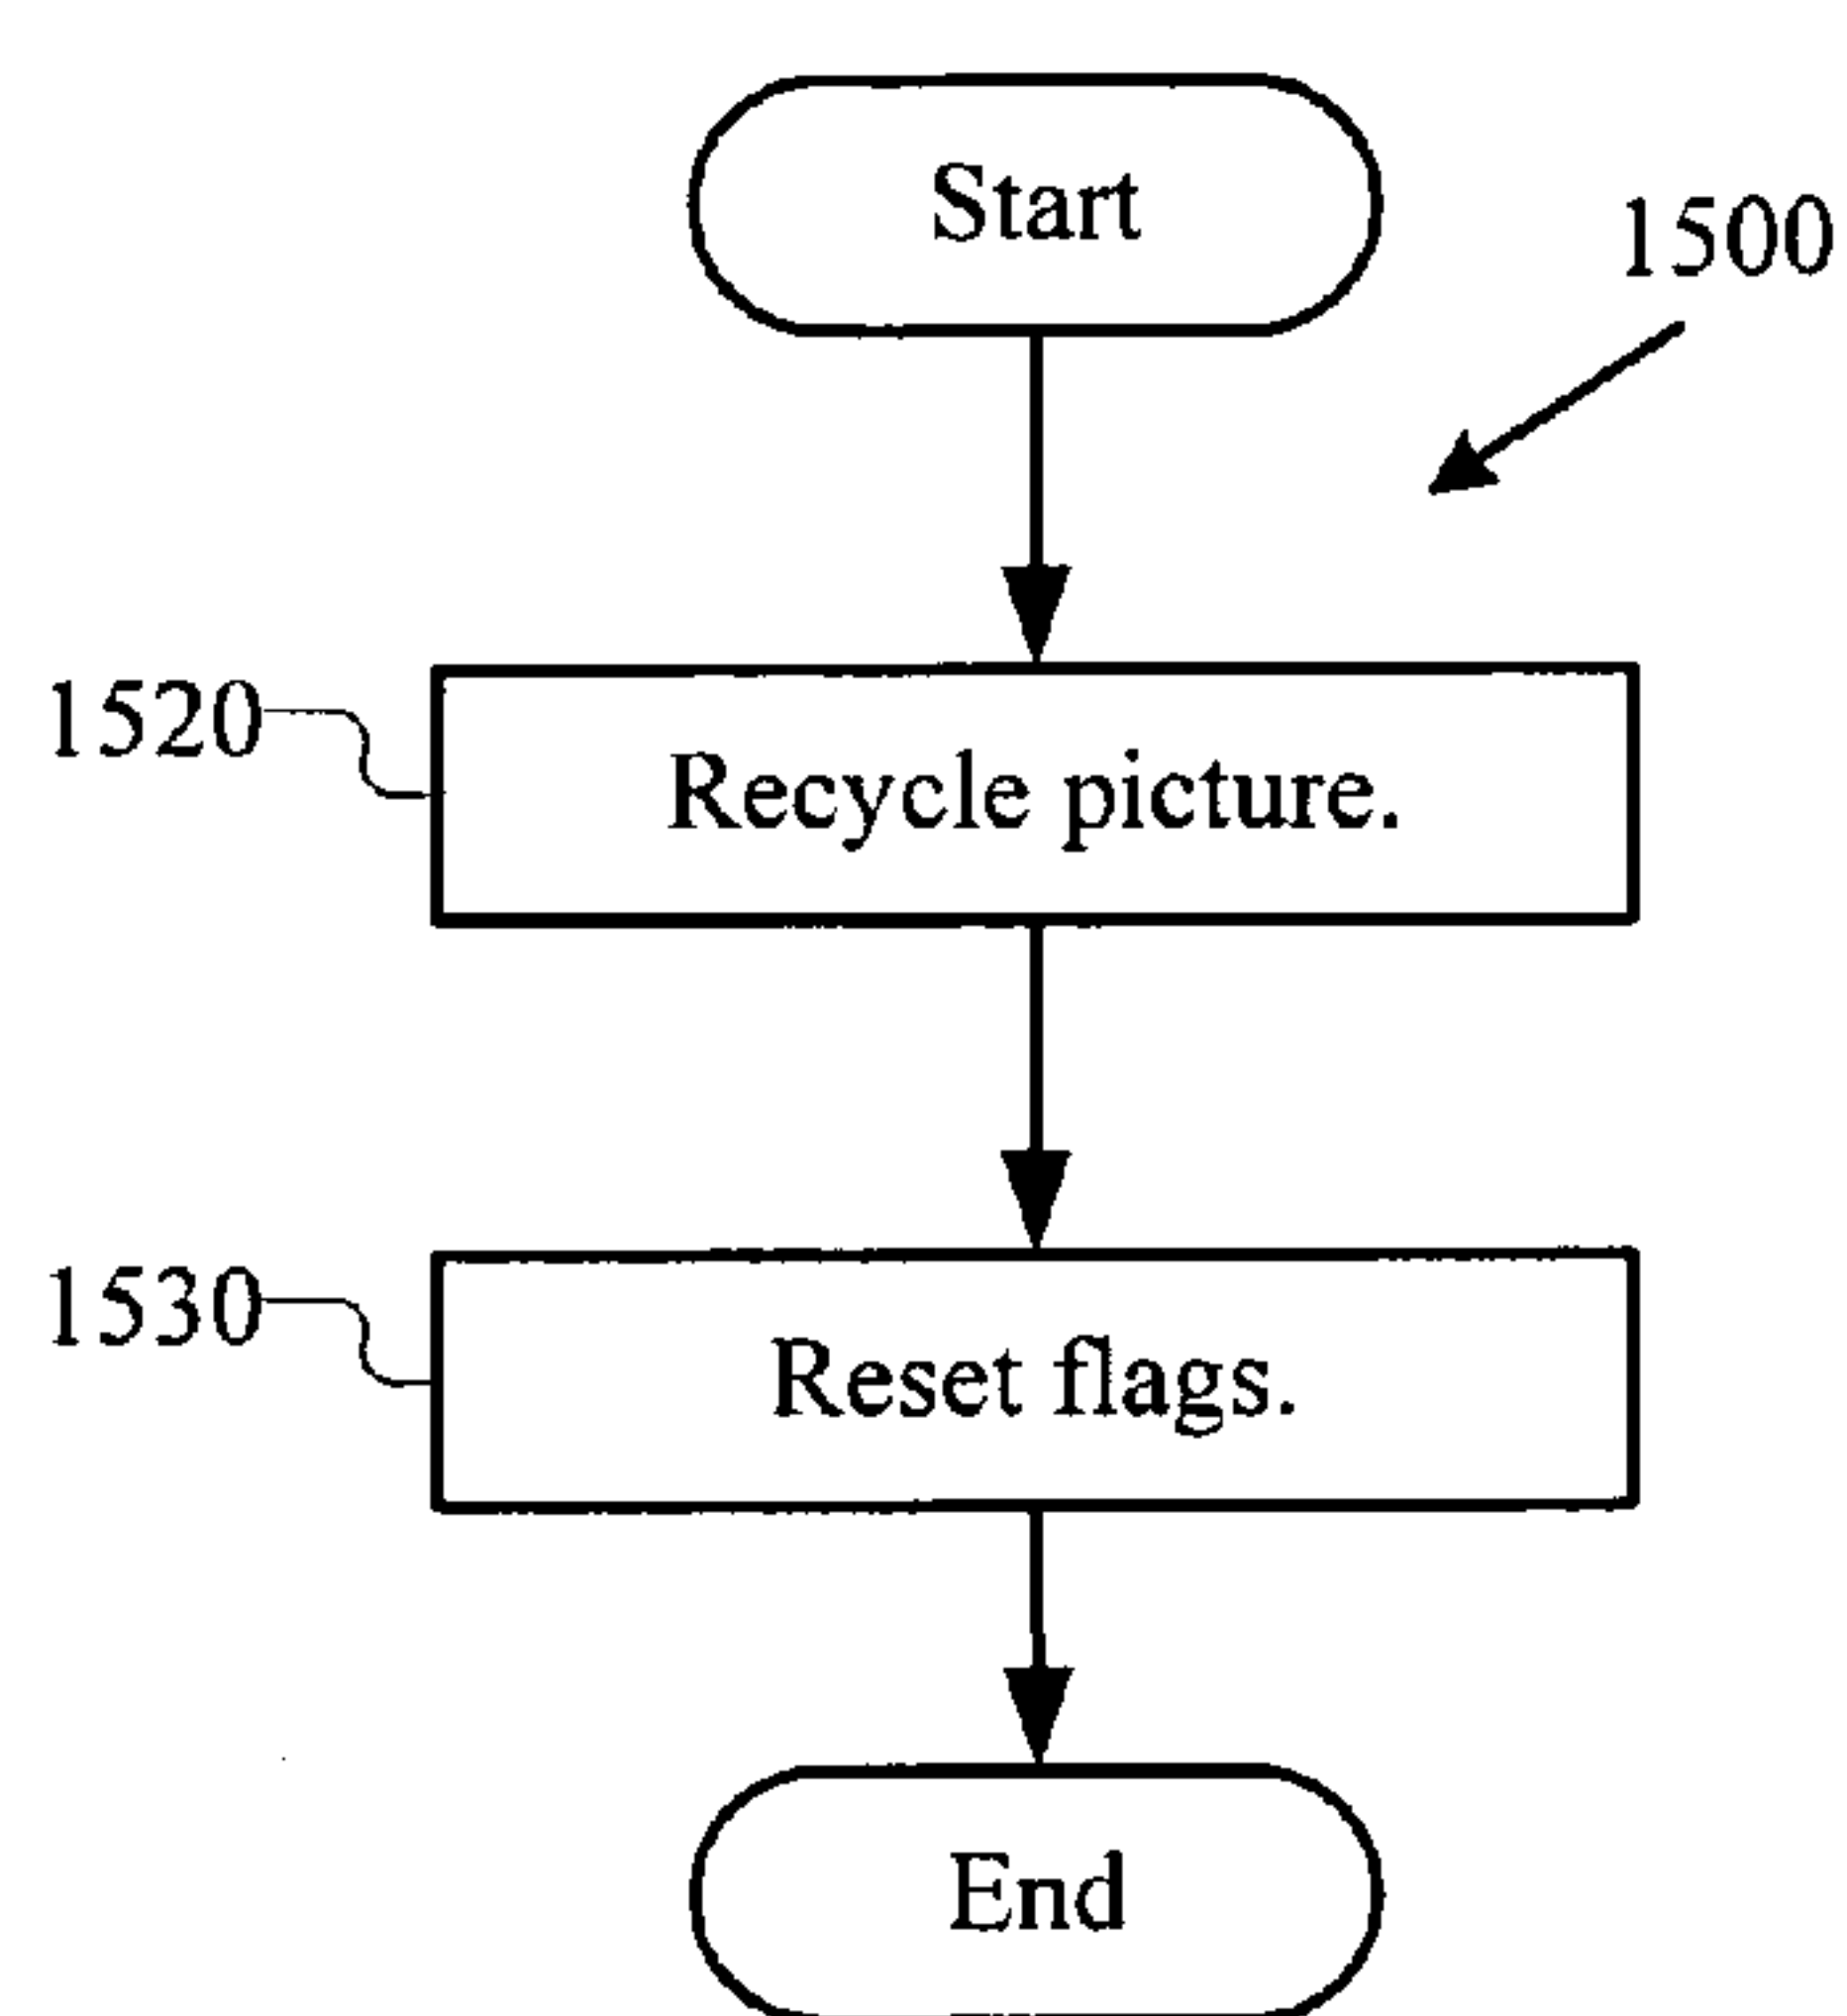 Start
1500
1520
Recycle picture.
1530
Reset flags.
End